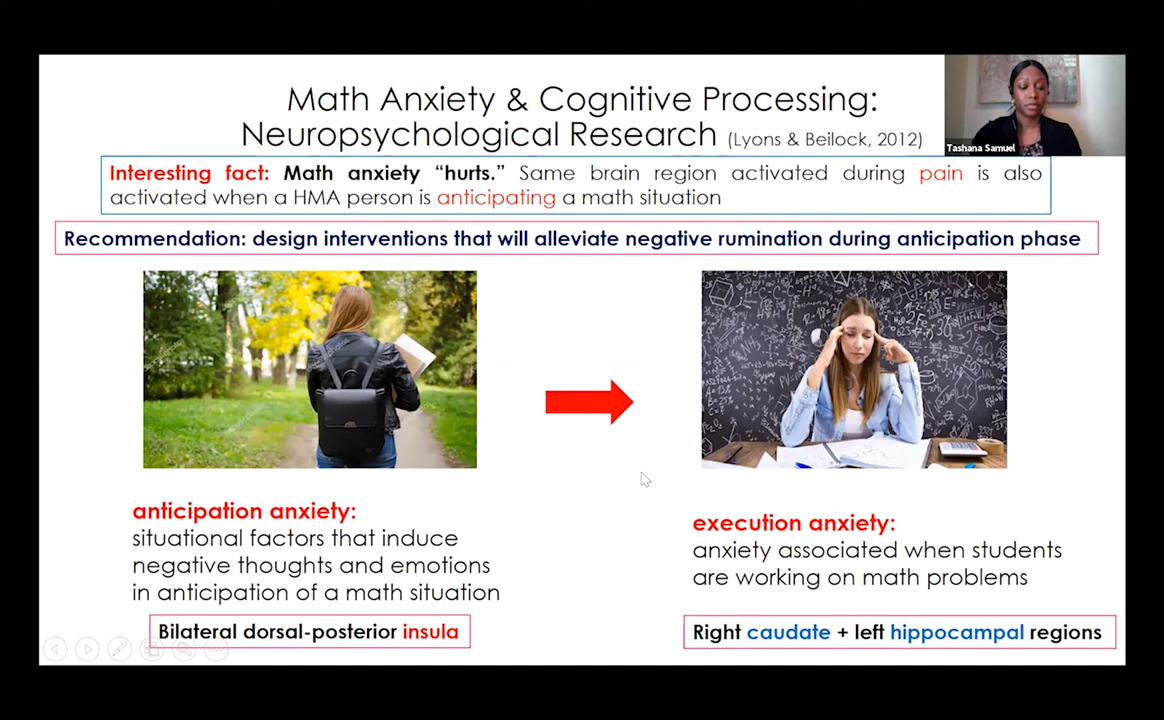 Math Anxiety & Cognitive Processing:
Neuropsychological Research (Lyons & Beilock, 2012)
Tashana Samuel
Interesting fact: Math anxiety “hurts.” Same brain region activated during pain is also
activated when a HMA person is anticipating a math situation
Recommendation: design interventions that will alleviate negative rumination during anticipation phase
anticipation anxiety:
situational factors that induce
negative thoughts and emotions
in anticipation of a math situation
Bilateral dorsal-posterior insula
execution anxiety:
anxiety associated when students
are working on math problems
Right caudate + left hippocampal regions